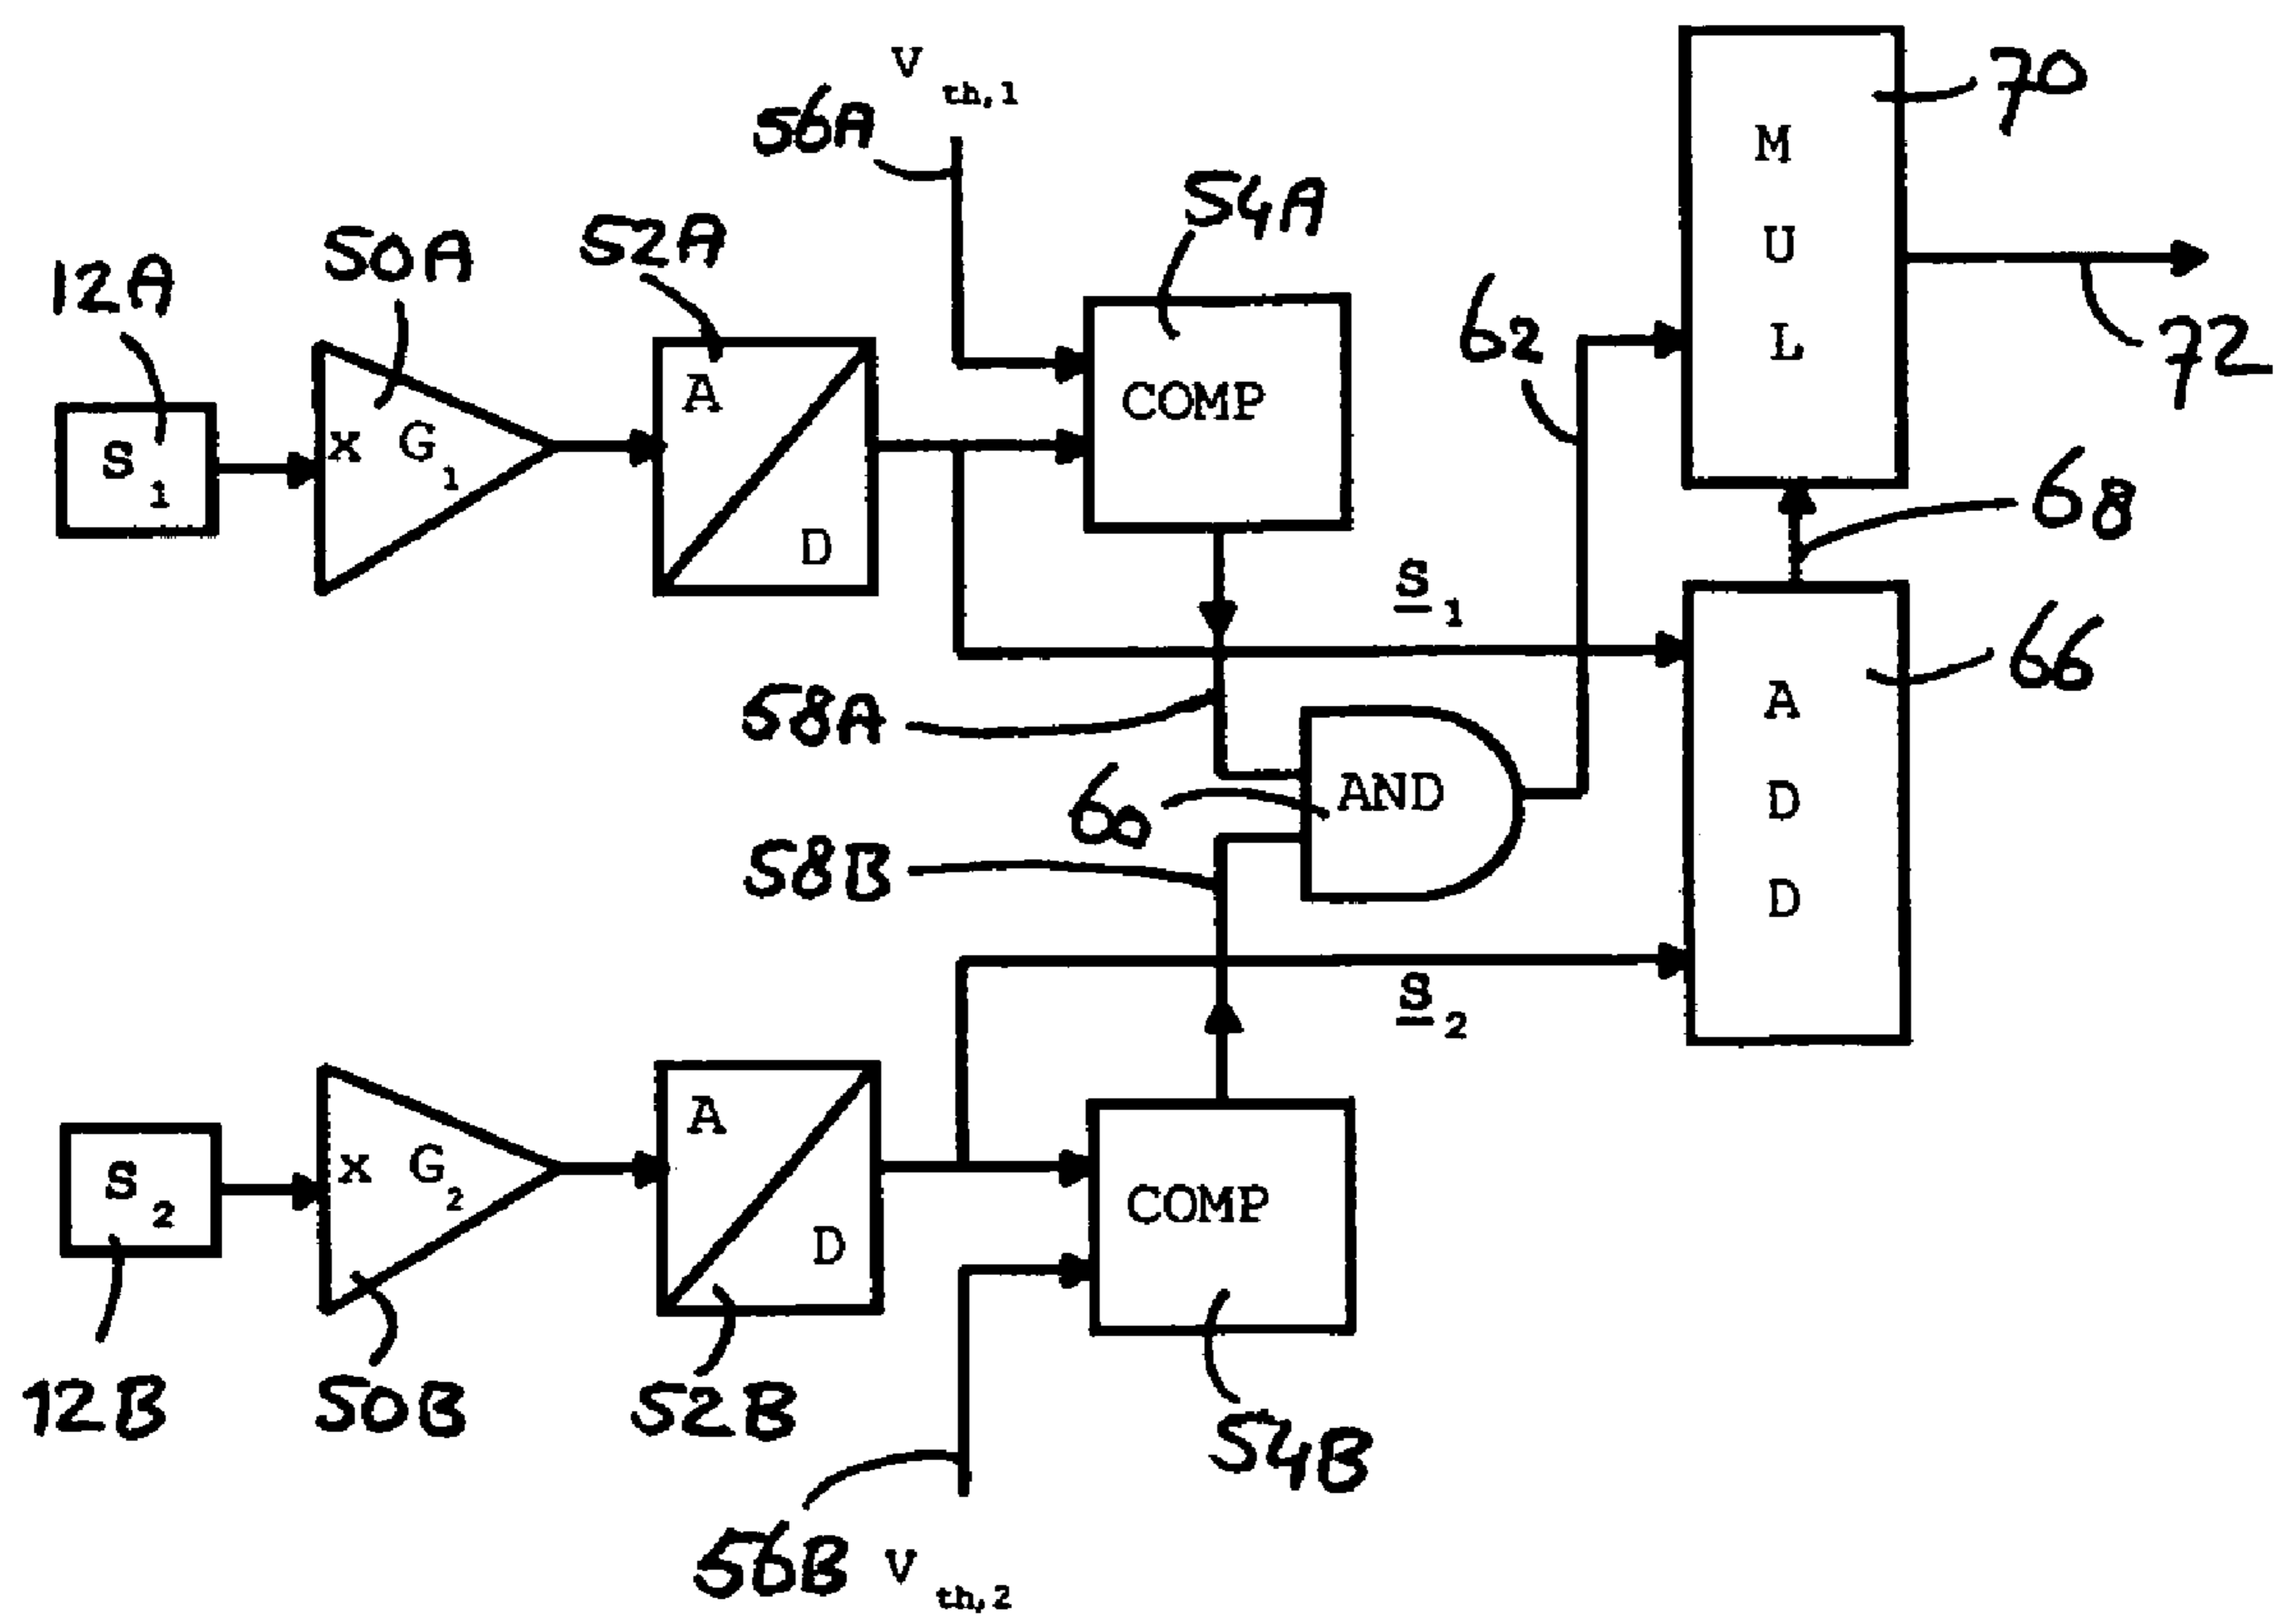 V th,1
56A
70
M
U
L
54A
50A
52A
12A
62
72
A
D
COMP
S 1
x G 1
68
S 1
66
58A
A
D
D
AND
60
58B
S 2
A
D
COMP
S 2
x G 2
12B
50B
52B
54B
56B V th,2